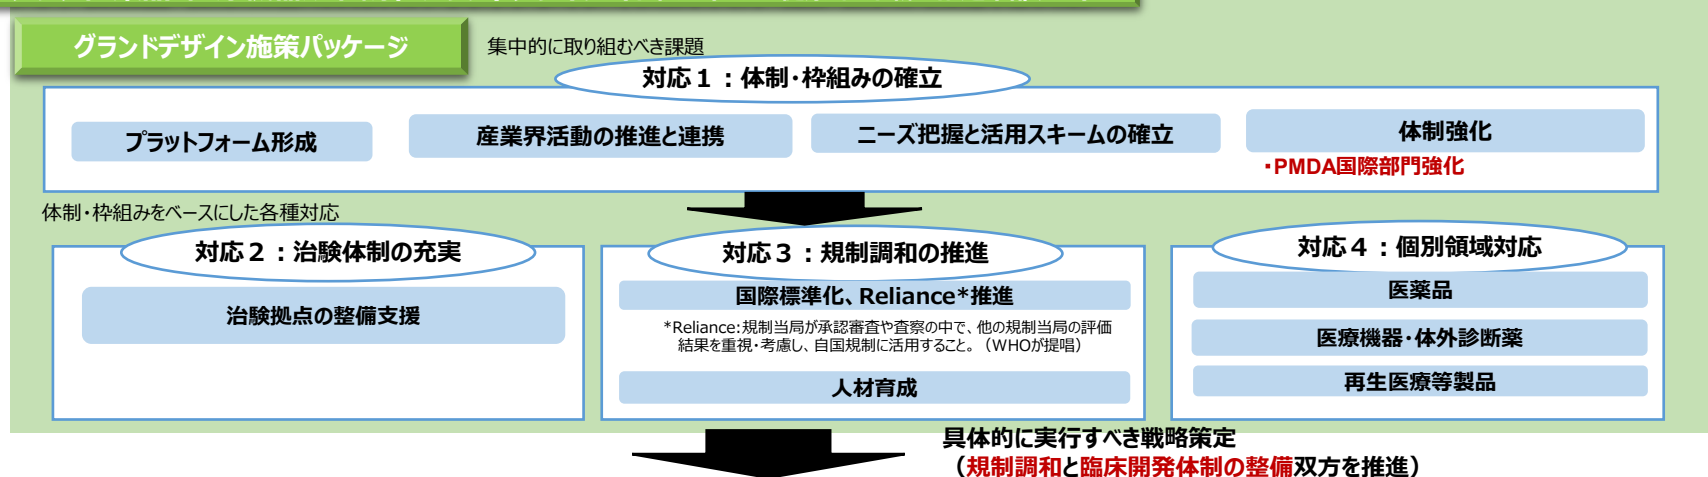 グランドデザイン施策パッケージ
集中的に取り組むべき課題
対応１：体制・枠組みの確立
プラットフォーム形成
産業界活動の推進と連携
ニーズ把握と活用スキームの確立
体制強化
・PMDA国際部門強化
体制・枠組みをベースにした各種対応
対応２：治験体制の充実
治験拠点の整備支援
対応３：規制調和の推進
国際標準化、Reliance*推進
*Reliance:規制当局が承認審査や査察の中で、他の規制当局の評価
結果を重視・考慮し、自国規制に活用すること。（WHOが提唱）
人材育成
対応４：個別領域対応
医薬品
医療機器・体外診断薬
再生医療等製品
具体的に実行すべき戦略策定
（規制調和と臨床開発体制の整備双方を推進）